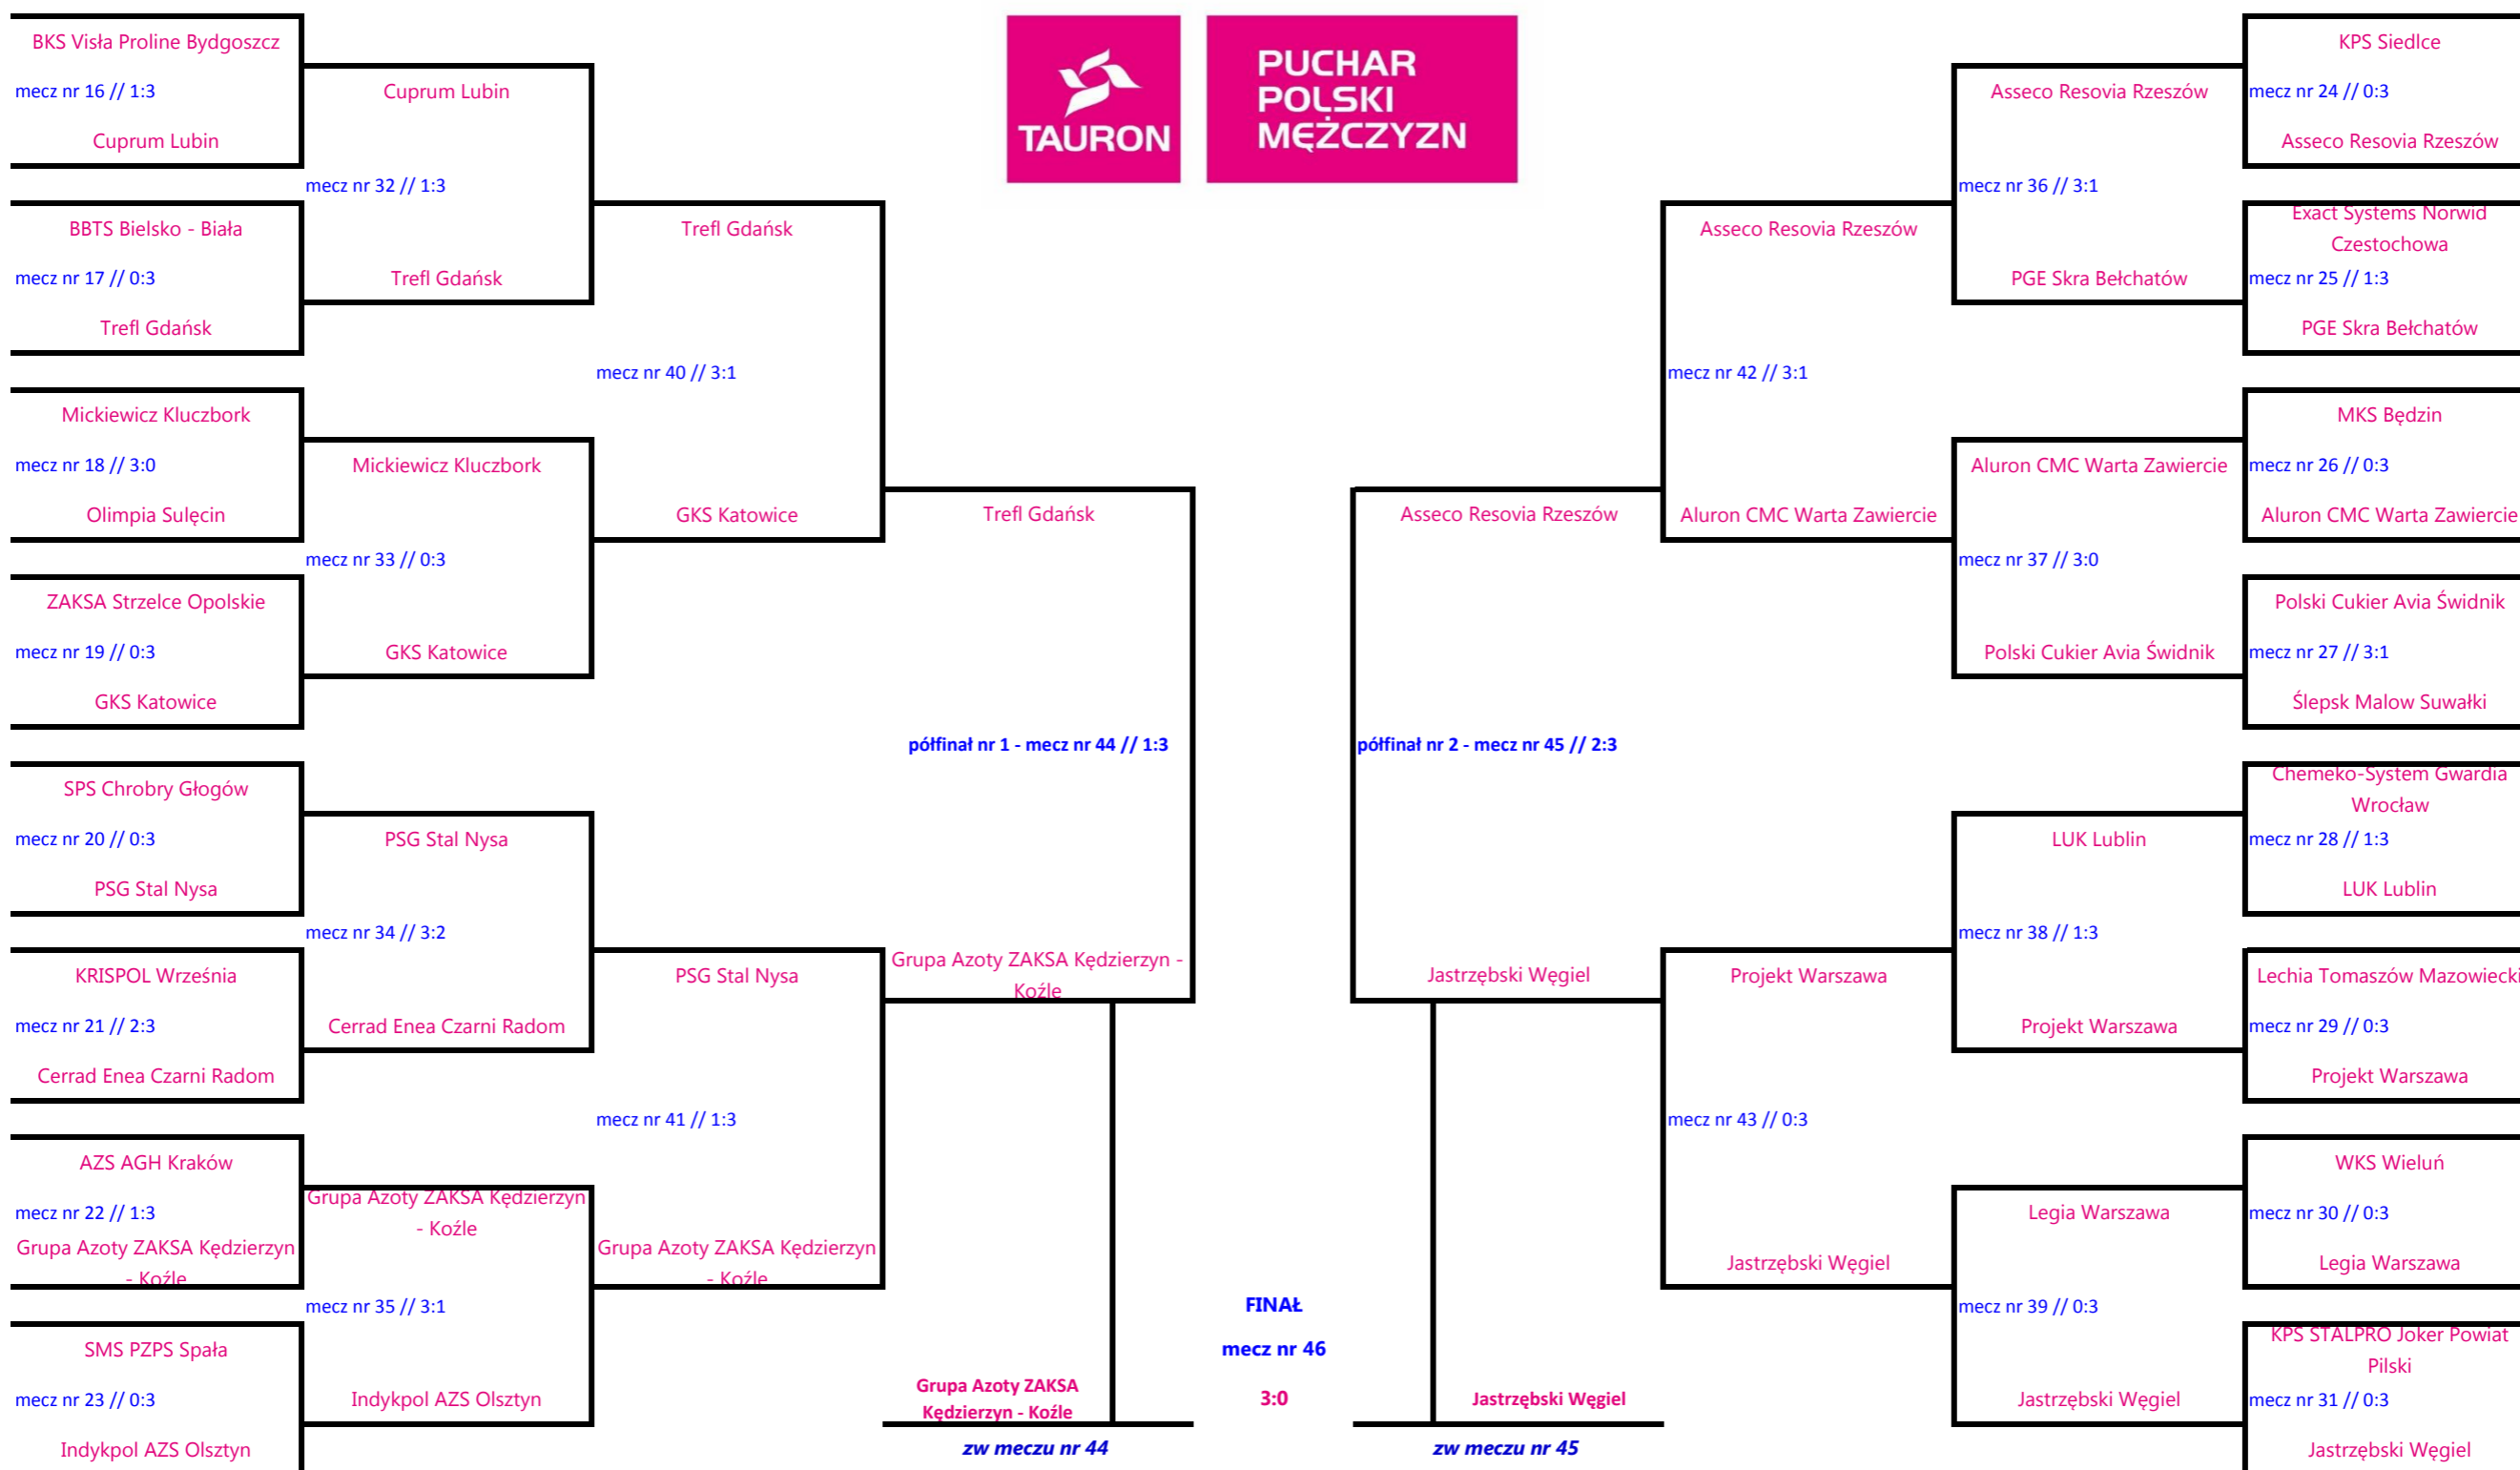 TAURON
PUCHAR
POLSKI
MĘŻCZYZN
BKS Visła Proline Bydgoszcz
mecz nr 16 // 1:3
Cuprum Lubin
BBTS Bielsko - Biała
mecz nr 17 // 0:3
Trefl Gdańsk
Mickiewicz Kluczbork
mecz nr 18 // 3:0
Olimpia Sulęcin
ZAKSA Strzelce Opolskie
mecz nr 19 // 0:3
GKS Katowice
SPS Chrobry Głogów
mecz nr 20 // 0:3
PSG Stal Nysa
KRISPOL Września
mecz nr 21 // 2:3
Cerrad Enea Czarni Radom
AZS AGH Kraków
mecz nr 22 // 1:3
Grupa Azoty ZAKSA Kędzierzyn
- Koźle
SMS PZPS Spała
mecz nr 23 // 0:3
Indykpol AZS Olsztyn
Cuprum Lubin
mecz nr 32 // 1:3
Trefl Gdańsk
Mickiewicz Kluczbork
mecz nr 33 // 0:3
GKS Katowice
PSG Stal Nysa
mecz nr 34 // 3:2
Cerrad Enea Czarni Radom
Grupa Azoty ZAKSA Kędzierzyn
- Koźle
mecz nr 35 // 3:1
Indykpol AZS Olsztyn
Trefl Gdańsk
mecz nr 40 // 3:1
GKS Katowice
PSG Stal Nysa
mecz nr 41 // 1:3
Grupa Azoty ZAKSA Kędzierzyn
- Koźle
Trefl Gdańsk
półfinał nr 1 - mecz nr 44 // 1:3
Grupa Azoty ZAKSA Kędzierzyn -
Koźle
Grupa Azoty ZAKSA
Kędzierzyn - Koźle
zw meczu nr 44
FINAŁ
mecz nr 46
3:0
Jastrzębski Węgiel
zw meczu nr 45
Asseco Resovia Rzeszów
półfinał nr 2 - mecz nr 45 // 2:3
Jastrzębski Węgiel
Asseco Resovia Rzeszów
mecz nr 42 // 3:1
Aluron CMC Warta Zawiercie
Projekt Warszawa
mecz nr 43 // 0:3
Jastrzębski Węgiel
Asseco Resovia Rzeszów
mecz nr 36 // 3:1
PGE Skra Bełchatów
Aluron CMC Warta Zawiercie
mecz nr 37 // 3:0
Polski Cukier Avia Świdnik
LUK Lublin
mecz nr 38 // 1:3
Projekt Warszawa
Legia Warszawa
mecz nr 39 // 0:3
Jastrzębski Węgiel
KPS Siedlce
mecz nr 24 // 0:3
Asseco Resovia Rzeszów
Exact Systems Norwid
Czestochowa
mecz nr 25 // 1:3
PGE Skra Bełchatów
MKS Będzin
mecz nr 26 // 0:3
Aluron CMC Warta Zawiercie
Polski Cukier Avia Świdnik
mecz nr 27 // 3:1
Ślepsk Malow Suwałki
Chemeko-System Gwardia
Wrocław
mecz nr 28 // 1:3
LUK Lublin
Lechia Tomaszów Mazowiecki
mecz nr 29 // 0:3
Projekt Warszawa
WKS Wieluń
mecz nr 30 // 0:3
Legia Warszawa
KPS STALPRO Joker Powiat
Pilski
mecz nr 31 // 0:3
Jastrzębski Węgiel